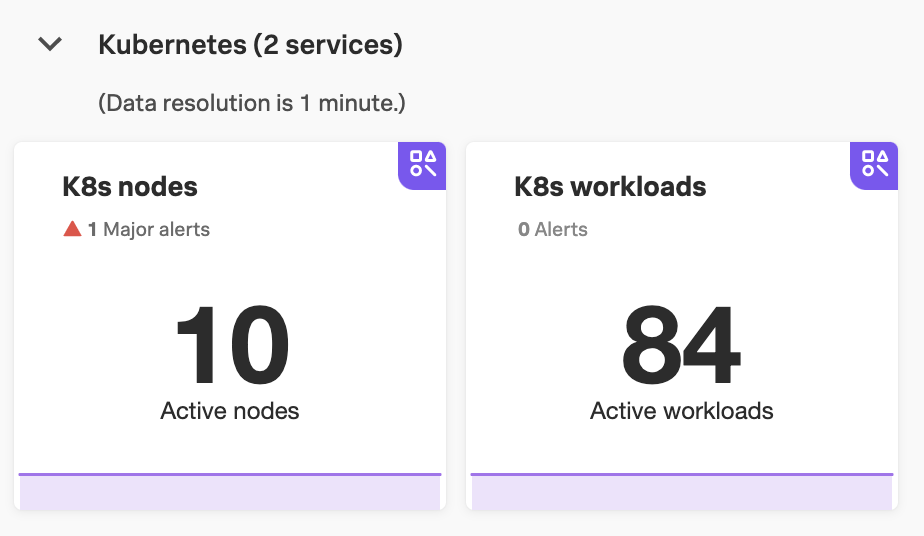 Kubernetes (2 services)
(Data resolution is 1 minute.)
K8s nodes
1 Major alerts
10
Active nodes
K8s workloads
0 Alerts
84
Active workloads